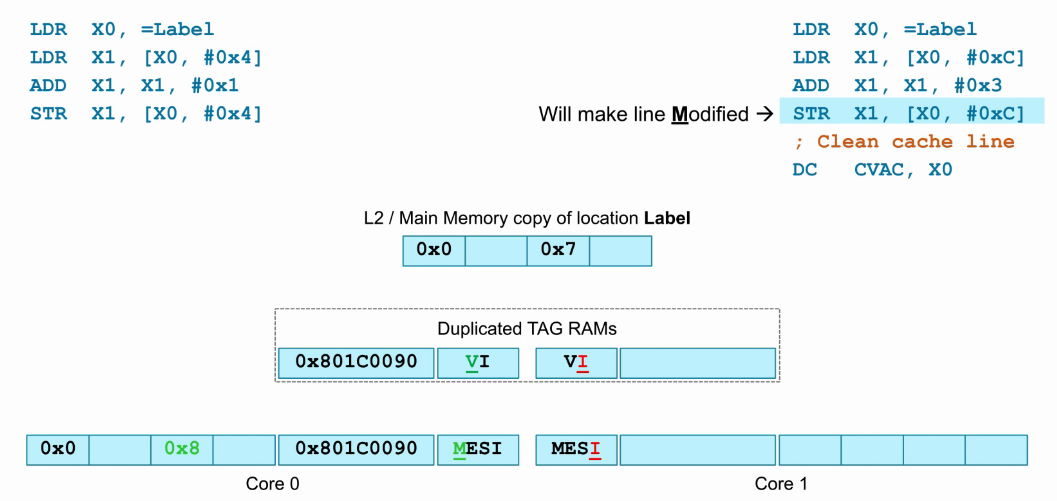 LDR X0, =Label
LDR X1, [X0, #0x4]
ADD X1, X1, #0x1
STR X1, [X0, #0x4]
LDR X0, =Label
LDR X1, [X0, #0xC]
ADD X1, X1, #0x3
Will make line Modified → STR X1, [X0, #0xC]
; Clean cache line
DC CVAC, X0
L2 / Main Memory copy of location Label
0x0 0x7
Duplicated TAG RAMs
0x801C0090 VI VI
0x0 0x8 0x801C0090 MESI MESI
Core 0 Core 1